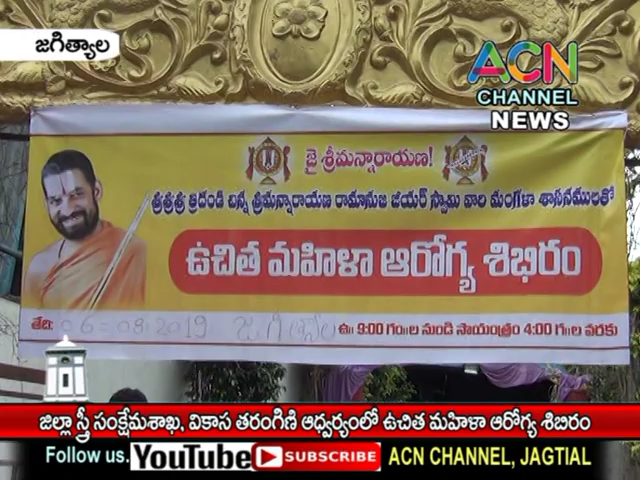 జగిత్యాల
ACN
CHANNEL
NEWS
జై శ్రీమన్నారాయణ!
త్రిదండి చిన్న శ్రీమన్నారాయణ రామానుజ జీయర్ స్వామి వారి మంగళా శాసనములతో
ఉచిత మహిళా ఆరోగ్య శిభిరం
తేది: 06-08-2019 జగిత్యాల ఉ॥ 9:00 గం॥ల నుండి సాయంత్రం 4:00 గ॥ల వరకు
జిల్లా స్త్రీ సంక్షేమశాఖ, వికాస తరంగిణి ఆధ్వర్యంలో ఉచిత మహిళా ఆరోగ్య శిబిరం
Follow us. YouTube SUBSCRIBE ACN CHANNEL, JAGTIAL